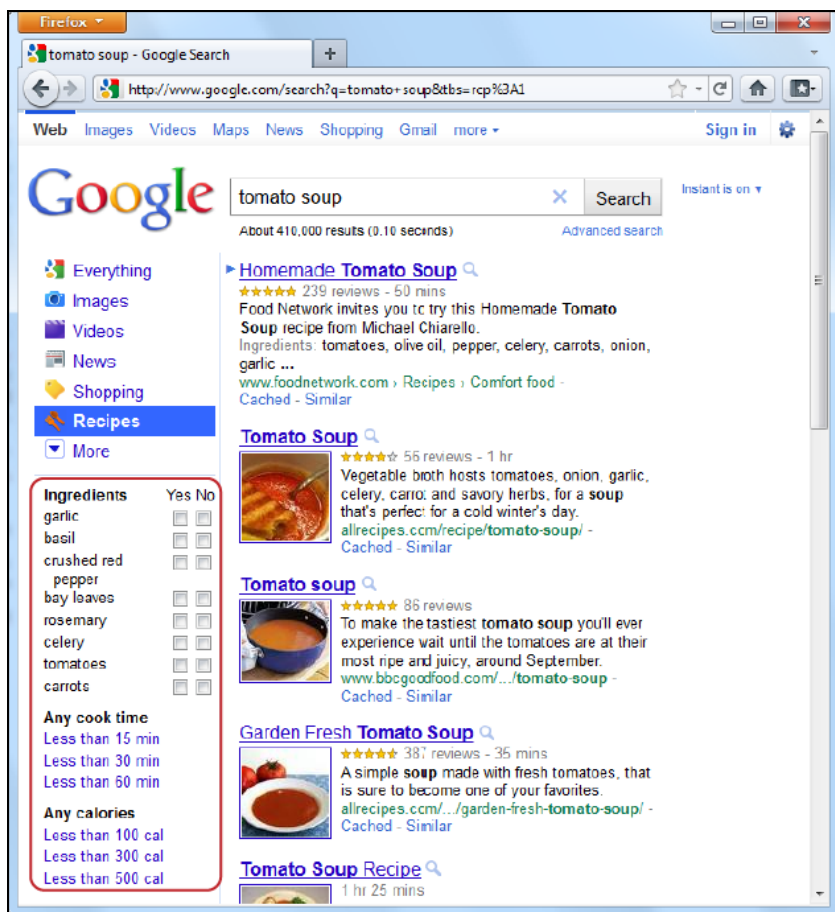 Firefox
tomato soup - Google Search
http://www.google.com/search?q=tomato+soup&tbs=rcp%3A1
Web Images Videos Maps News Shopping Gmail more Sign in
Google
tomato soup
Search
Instant is on
About 410,000 results (0.10 seconds) Advanced search
Everything
Images
Videos
News
Shopping
Recipes
More
Ingredients Yes No
garlic
basil
crushed red
pepper
bay leaves
rosemary
celery
tomatoes
carrots
Any cook time
Less than 15 min
Less than 30 min
Less than 60 min
Any calories
Less than 100 cal
Less than 300 cal
Less than 500 cal
Homemade Tomato Soup
239 reviews - 50 mins
Food Network invites you to try this Homemade Tomato
Soup recipe from Michael Chiarello.
Ingredients: tomatoes, olive oil, pepper, celery, carrots, onion,
garlic ...
www.foodnetwork.com › Recipes › Comfort food -
Cached - Similar
Tomato Soup
56 reviews - 1 hr
Vegetable broth hosts tomatoes, onion, garlic,
celery, carrot and savory herbs, for a soup
that's perfect for a cold winter's day.
allrecipes.com/recipe/tomato-soup/ -
Cached - Similar
Tomato soup
86 reviews
To make the tastiest tomato soup you'll ever
experience wait until the tomatoes are at their
most ripe and juicy, around September.
www.bbcgoodfood.com/.../tomato-soup -
Cached - Similar
Garden Fresh Tomato Soup
387 reviews - 35 mins
A simple soup made with fresh tomatoes, that
is sure to become one of your favorites.
allrecipes.com/.../garden-fresh-tomato-soup/ -
Cached - Similar
Tomato Soup Recipe
1 hr 25 mins